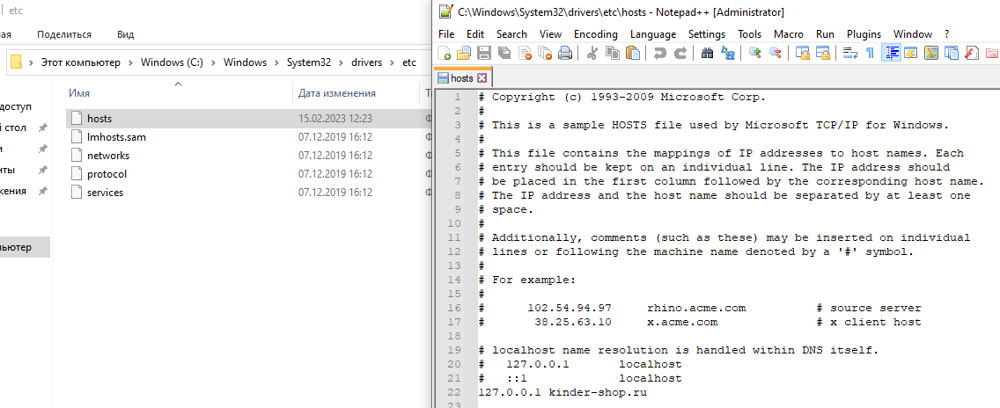 etc
Поделиться Вид
Этот компьютер > Windows (C:) > Windows > System32 > drivers > etc
Имя Дата изменения
hosts 15.02.2023 12:23
lmhosts.sam 07.12.2019 16:12
networks 07.12.2019 16:12
protocol 07.12.2019 16:12
services 07.12.2019 16:12
C:\Windows\System32\drivers\etc\hosts - Notepad++ [Administrator]
File Edit Search View Encoding Language Settings Tools Macro Run Plugins Window ?
hosts
1 # Copyright (c) 1993-2009 Microsoft Corp.
2 #
3 # This is a sample HOSTS file used by Microsoft TCP/IP for Windows.
4 #
5 # This file contains the mappings of IP addresses to host names. Each
6 # entry should be kept on an individual line. The IP address should
7 # be placed in the first column followed by the corresponding host name.
8 # The IP address and the host name should be separated by at least one
9 # space.
10 #
11 # Additionally, comments (such as these) may be inserted on individual
12 # lines or following the machine name denoted by a '#' symbol.
13 #
14 # For example:
15 #
16 # 102.54.94.97 rhino.acme.com # source server
17 # 38.25.63.10 x.acme.com # x client host
18
19 # localhost name resolution is handled within DNS itself.
20 # 127.0.0.1 localhost
21 # ::1 localhost
22 127.0.0.1 kinder-shop.ru
23